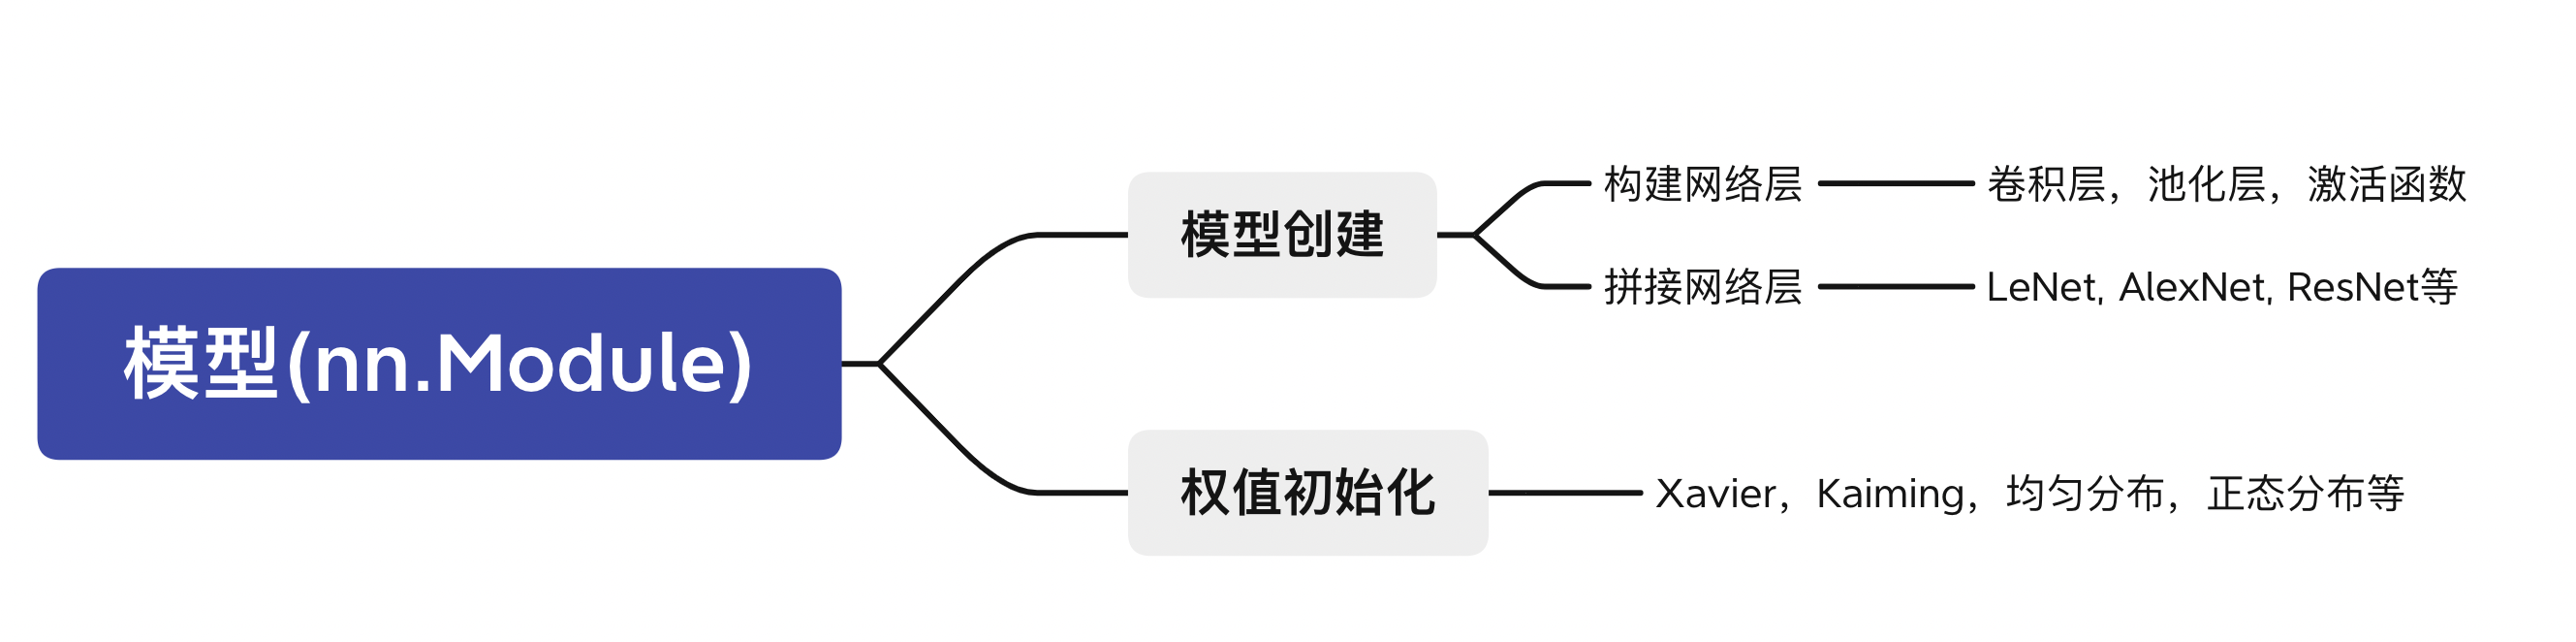 模型(nn.Module)
模型创建
构建网络层
卷积层，池化层，激活函数
拼接网络层
LeNet, AlexNet, ResNet等
权值初始化
Xavier，Kaiming，均匀分布，正态分布等